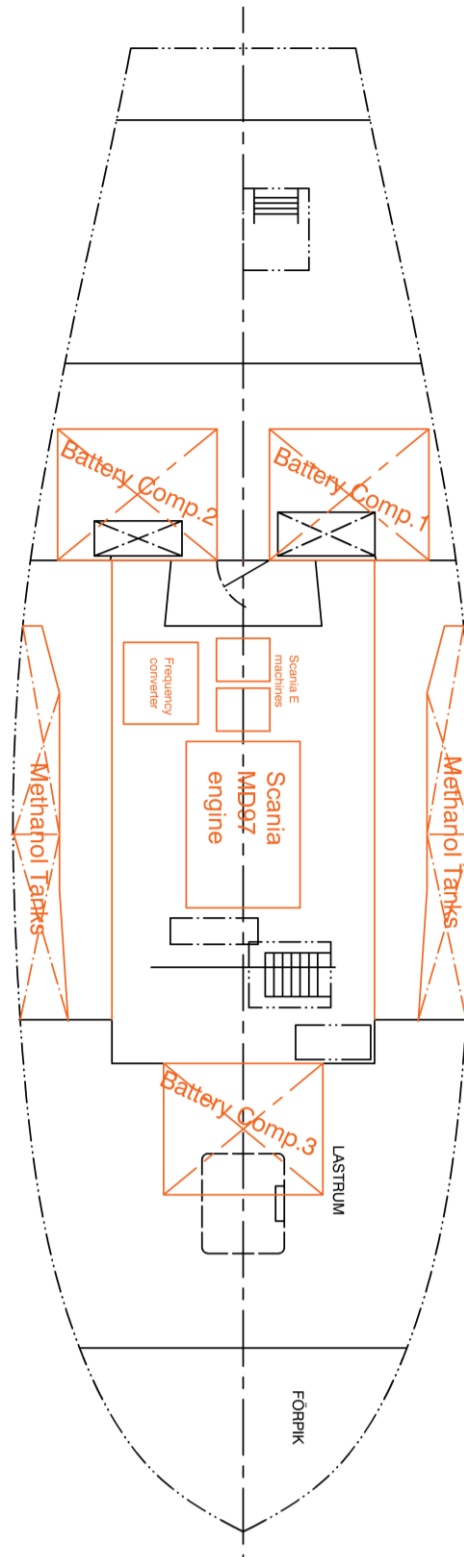 Battery Comp.2
Battery Comp.1
Frequency
converter
Scania E
machines
Scania
MD97
engine
Methanol Tanks
Methanol Tanks
Battery Comp.3
LASTRUM
FÖRPIK